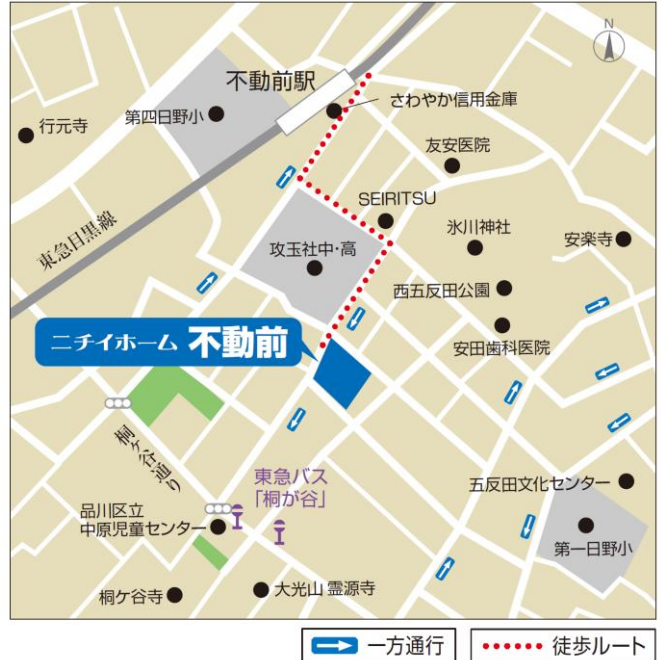 N
不動前駅
さわやか信用金庫
第四日野小
行元寺
友安医院
SEIRITSU
氷川神社
安楽寺
東急目黒線
攻玉社中・高
西五反田公園
安田歯科医院
ニチイホーム 不動前
桐ケ谷通り
東急バス
「桐が谷」
五反田文化センター
品川区立
中原児童センター
第一日野小
桐ケ谷寺
大光山 霊源寺
一方通行
徒歩ルート